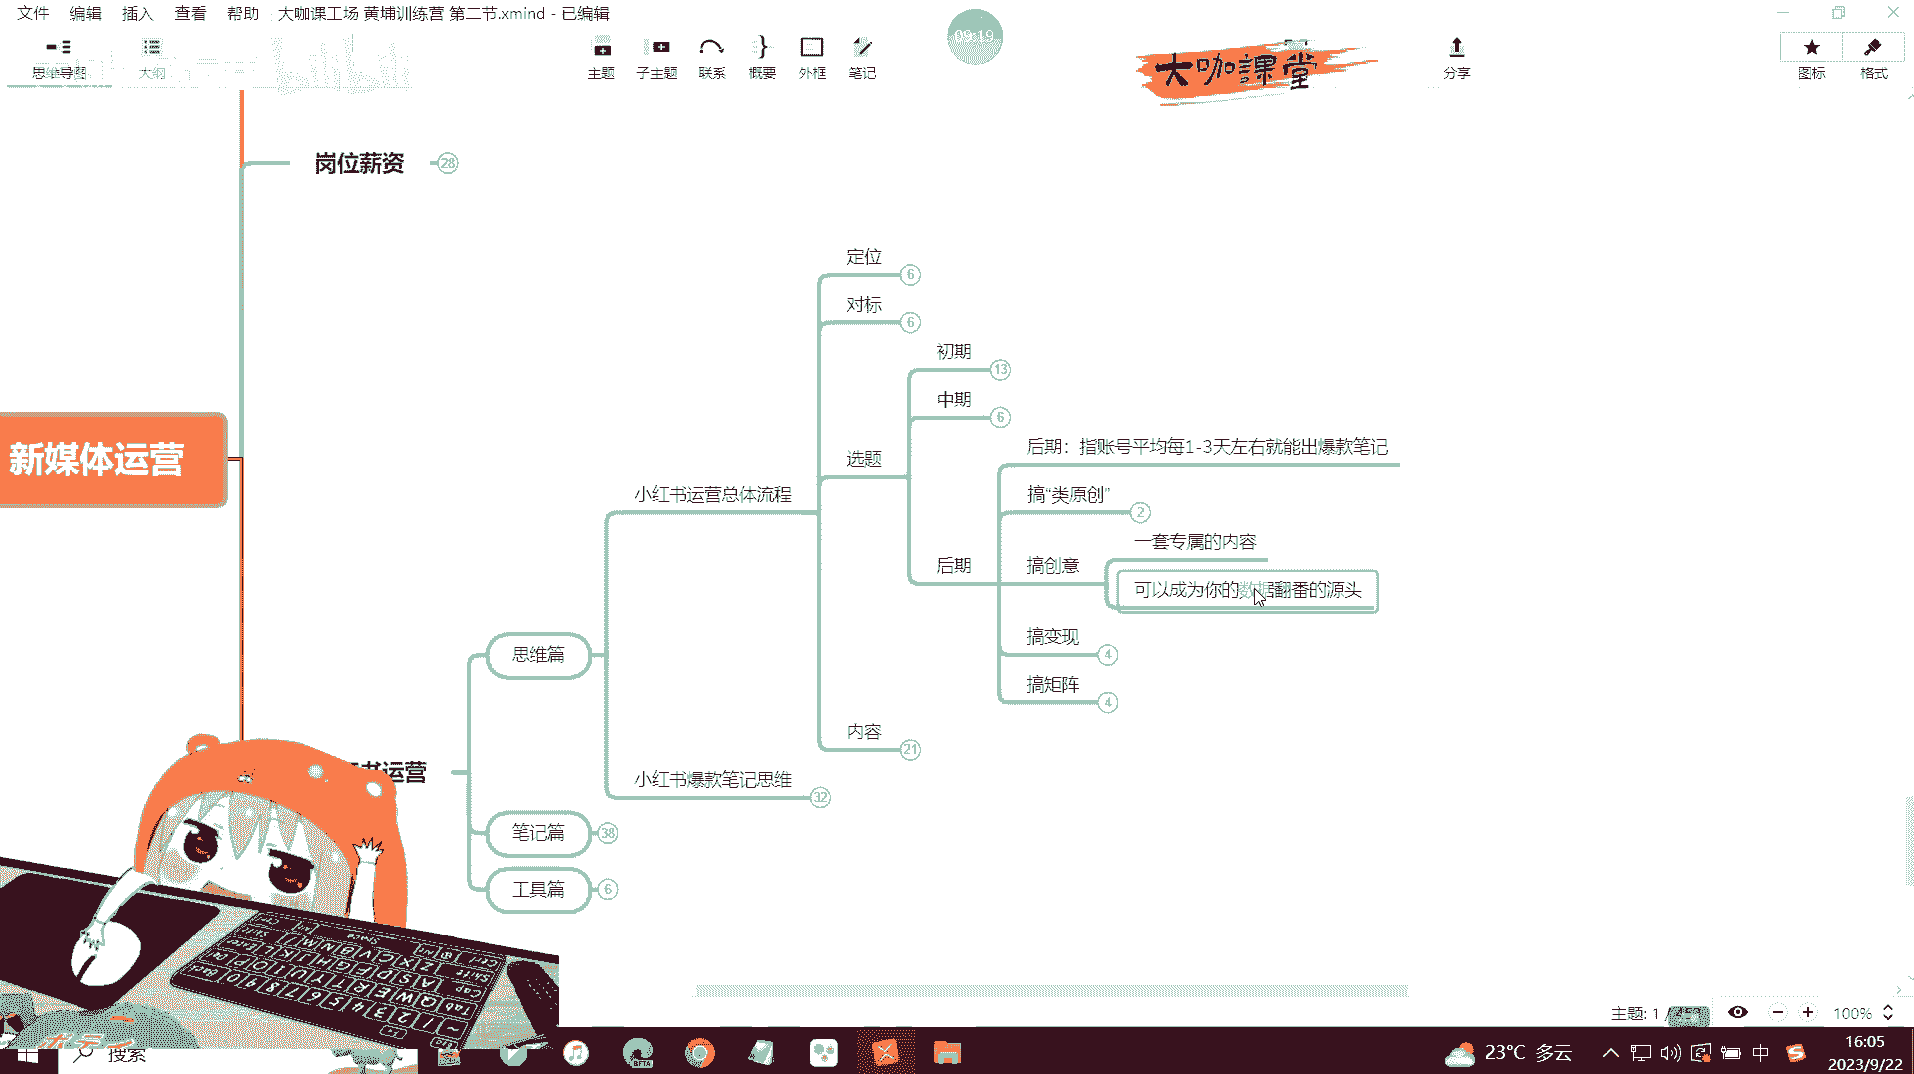 文件 编辑 插入 查看 帮助 大咖课工场 黄埔训练营 第二节.xmind - 已编辑
09:19
思维导图 大纲 主题 子主题 联系 概要 外框 笔记 大咖課堂 分享 图标 格式
bilibili
岗位薪资 28
定位 6
对标 6
初期 13
中期 6
后期：指账号平均每1-3天左右就能出爆款笔记
新媒体运营
选题
小红书运营总体流程
搞“类原创” 2
一套专属的内容
后期
搞创意
可以成为你的数据翻番的源头
搞变现 4
思维篇
搞矩阵 4
内容 21
书运营
小红书爆款笔记思维 32
笔记篇 38
工具篇 6
主题: 1 /
100%
搜索
BETA
23°C 多云
中
16:05
2023/9/22